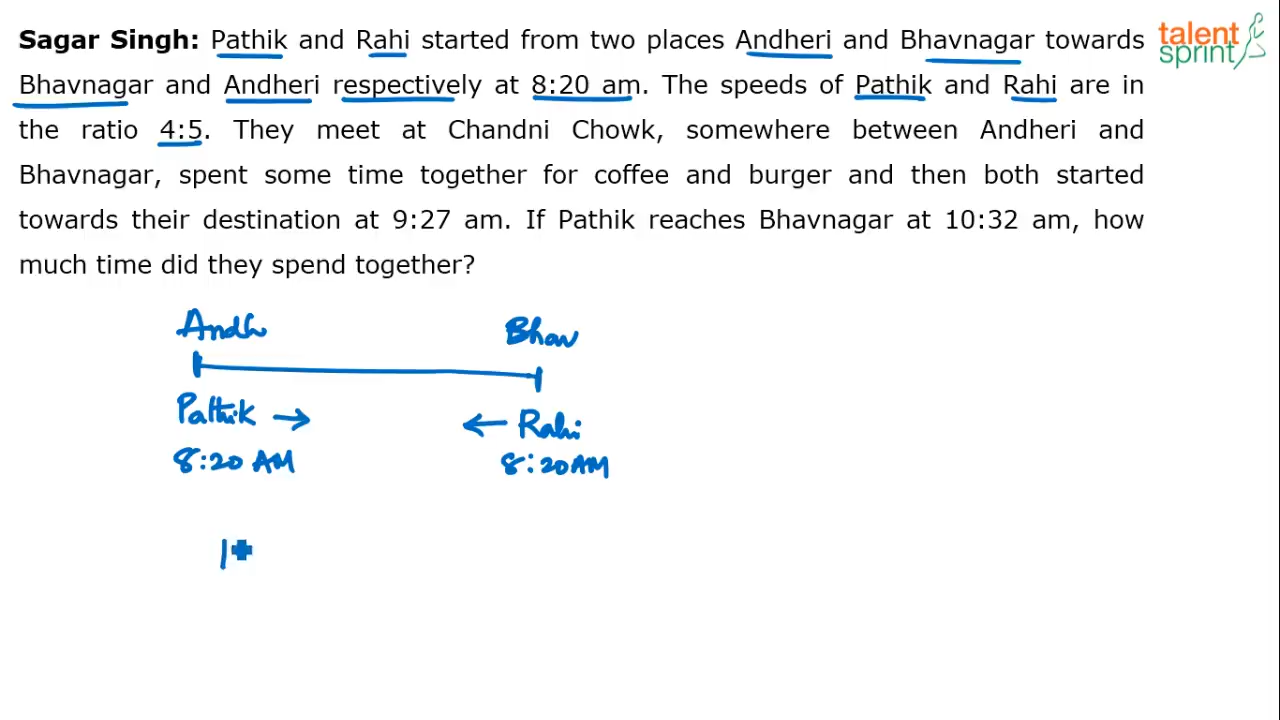 Sagar Singh: Pathik and Rahi started from two places Andheri and Bhavnagar towards
Bhavnagar and Andheri respectively at 8:20 am. The speeds of Pathik and Rahi are in
the ratio 4:5. They meet at Chandni Chowk, somewhere between Andheri and
Bhavnagar, spent some time together for coffee and burger and then both started
towards their destination at 9:27 am. If Pathik reaches Bhavnagar at 10:32 am, how
much time did they spend together?
talent
sprint
Andh Bhav
Pathik → ← Rahi
8:20 AM 8:20AM